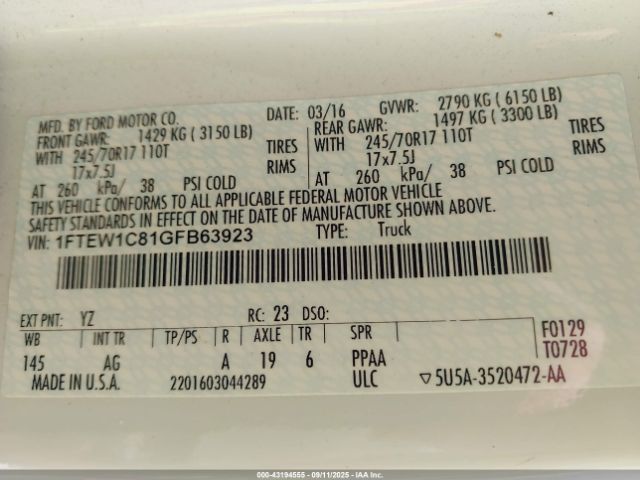 MFD. BY FORD MOTOR CO. DATE: 03/16 GVWR: 2790 KG ( 6150 LB)
FRONT GAWR: 1429 KG ( 3150 LB) REAR GAWR: 1497 KG ( 3300 LB)
WITH 245/70R17 110T TIRES WITH 245/70R17 110T TIRES
17x7.5J RIMS 17x7.5J RIMS
AT 260 kPa/ 38 PSI COLD AT 260 kPa/ 38 PSI COLD
THIS VEHICLE CONFORMS TO ALL APPLICABLE FEDERAL MOTOR VEHICLE
SAFETY STANDARDS IN EFFECT ON THE DATE OF MANUFACTURE SHOWN ABOVE.
VIN: 1FTEW1C81GFB63923 TYPE: Truck
EXT PNT: YZ RC: 23 DSO:
WB INT TR TP/PS R AXLE TR SPR F0129
145 AG A 19 6 PPAA T0728
MADE IN U.S.A. 2201603044289 ULC ▽5U5A-3520472-AA
000-43194555 - 09/11/2025 - IAA Inc.